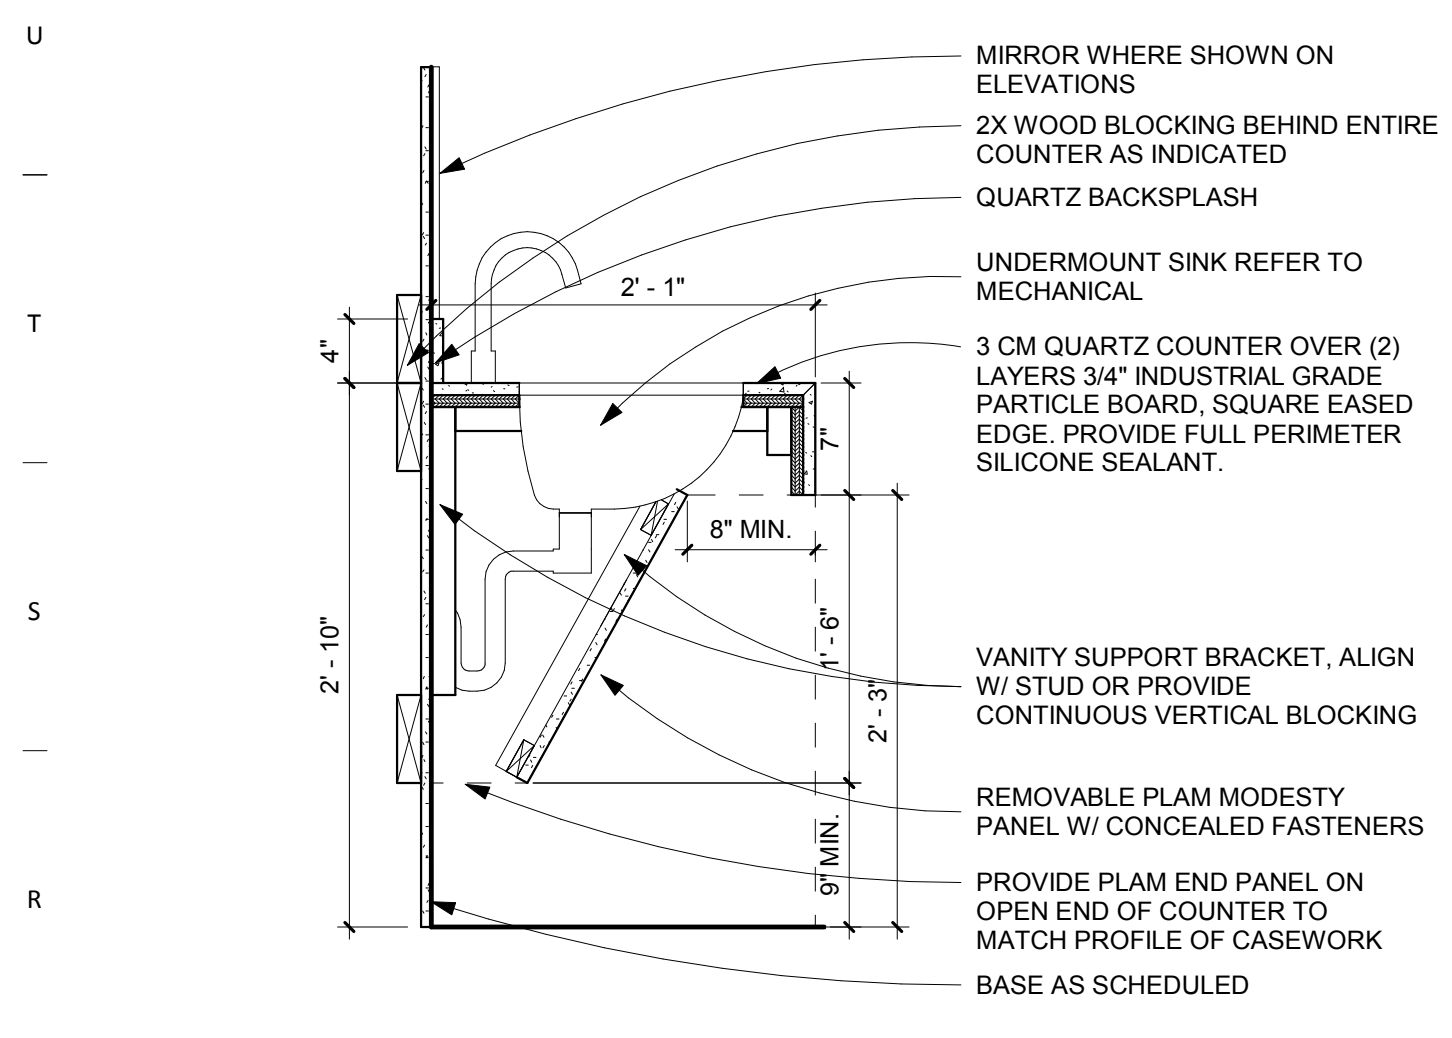 U
MIRROR WHERE SHOWN ON
ELEVATIONS
2X WOOD BLOCKING BEHIND ENTIRE
COUNTER AS INDICATED
QUARTZ BACKSPLASH
UNDERMOUNT SINK REFER TO
MECHANICAL
2' - 1"
T
4"
3 CM QUARTZ COUNTER OVER (2)
LAYERS 3/4" INDUSTRIAL GRADE
PARTICLE BOARD, SQUARE EASED
EDGE. PROVIDE FULL PERIMETER
SILICONE SEALANT.
7"
8" MIN.
S
2' - 10"
1' - 6"
2' - 3"
VANITY SUPPORT BRACKET, ALIGN
W/ STUD OR PROVIDE
CONTINUOUS VERTICAL BLOCKING
REMOVABLE PLAM MODESTY
PANEL W/ CONCEALED FASTENERS
9" MIN.
R
PROVIDE PLAM END PANEL ON
OPEN END OF COUNTER TO
MATCH PROFILE OF CASEWORK
BASE AS SCHEDULED